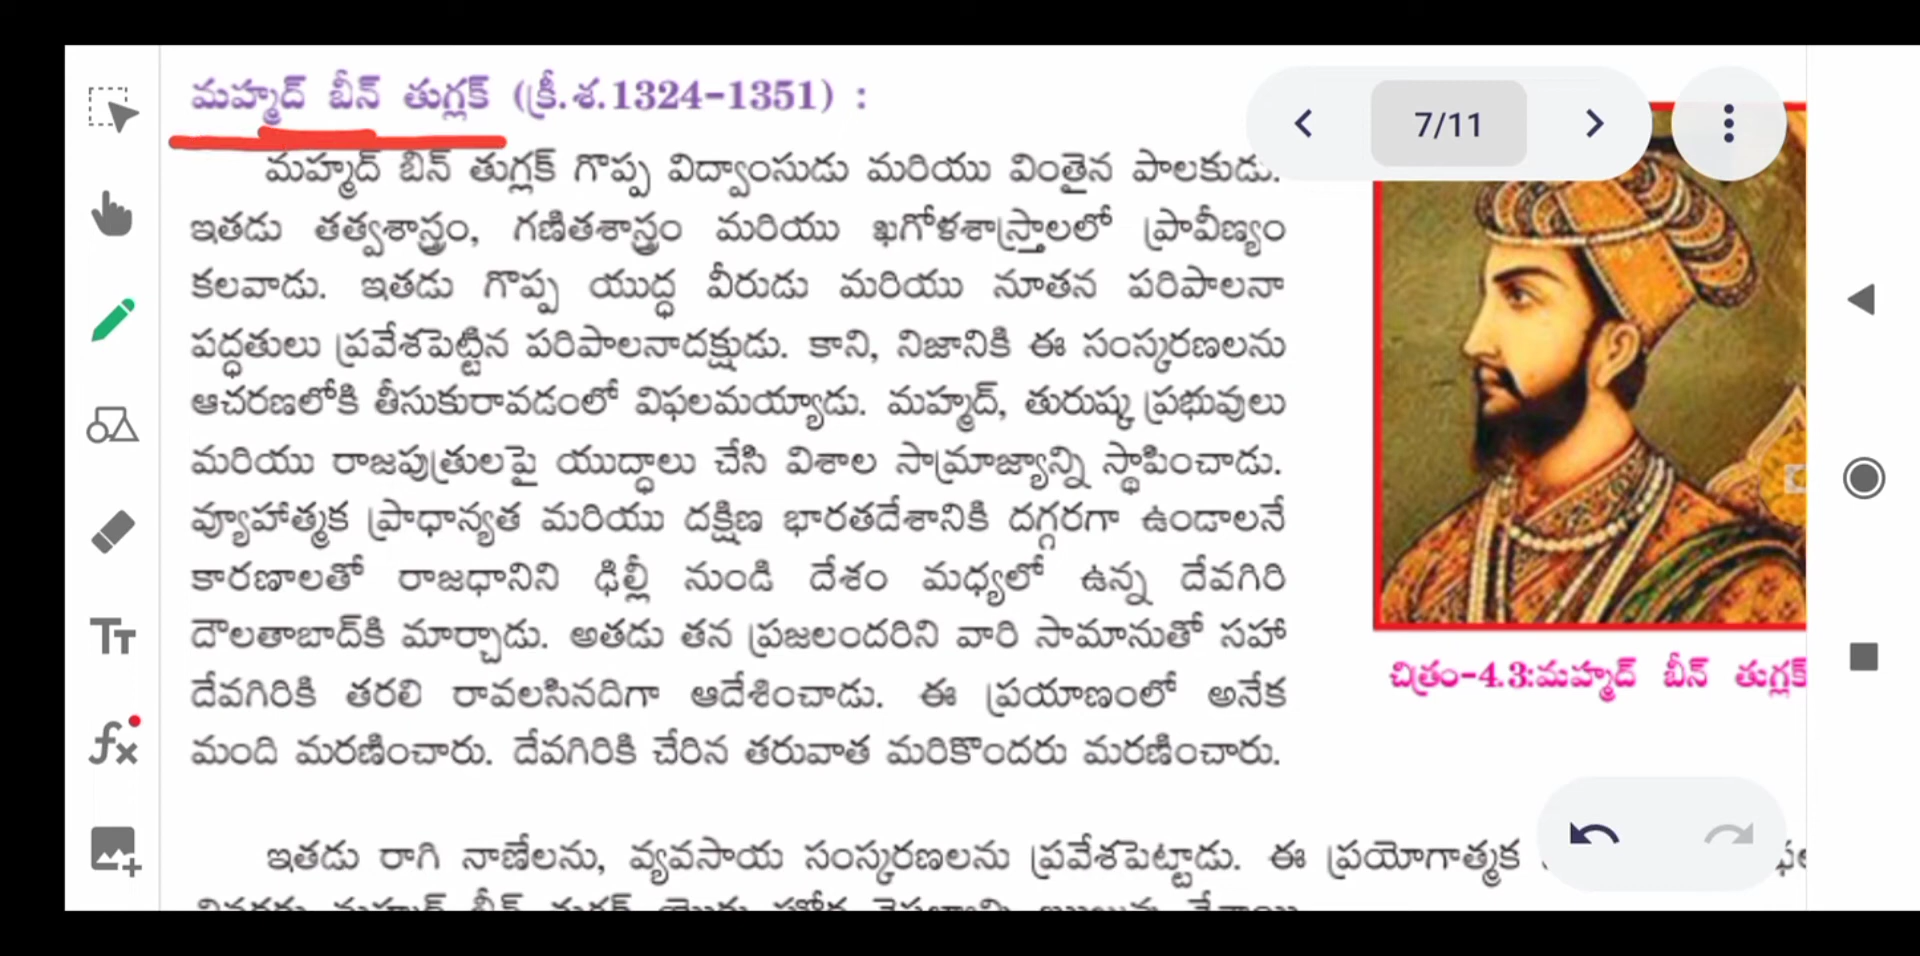 మహ్మద్ బీన్ తుగ్లక్ (క్రీ.శ.1324-1351) :
7/11
మహ్మద్ బిన్ తుగ్లక్ గొప్ప విద్వాంసుడు మరియు వింతైన పాలకుడు.
ఇతడు తత్వశాస్త్రం, గణితశాస్త్రం మరియు ఖగోళశాస్త్రాలలో ప్రావీణ్యం
కలవాడు. ఇతడు గొప్ప యుద్ధ వీరుడు మరియు నూతన పరిపాలనా
పద్ధతులు ప్రవేశపెట్టిన పరిపాలనాదక్షుడు. కాని, నిజానికి ఈ సంస్కరణలను
ఆచరణలోకి తీసుకురావడంలో విఫలమయ్యాడు. మహ్మద్, తురుష్క ప్రభువులు
మరియు రాజపుత్రులపై యుద్ధాలు చేసి విశాల సామ్రాజ్యాన్ని స్థాపించాడు.
వ్యూహాత్మక ప్రాధాన్యత మరియు దక్షిణ భారతదేశానికి దగ్గరగా ఉండాలనే
కారణాలతో రాజధానిని ఢిల్లీ నుండి దేశం మధ్యలో ఉన్న దేవగిరి
దౌలతాబాద్‌కి మార్చాడు. అతడు తన ప్రజలందరిని వారి సామానుతో సహా
దేవగిరికి తరలి రావలసినదిగా ఆదేశించాడు. ఈ ప్రయాణంలో అనేక
మంది మరణించారు. దేవగిరికి చేరిన తరువాత మరికొందరు మరణించారు.
చిత్రం-4.3:మహ్మద్ బీన్ తుగ్లక్
ఇతడు రాగి నాణేలను, వ్యవసాయ సంస్కరణలను ప్రవేశపెట్టాడు. ఈ ప్రయోగాత్మక